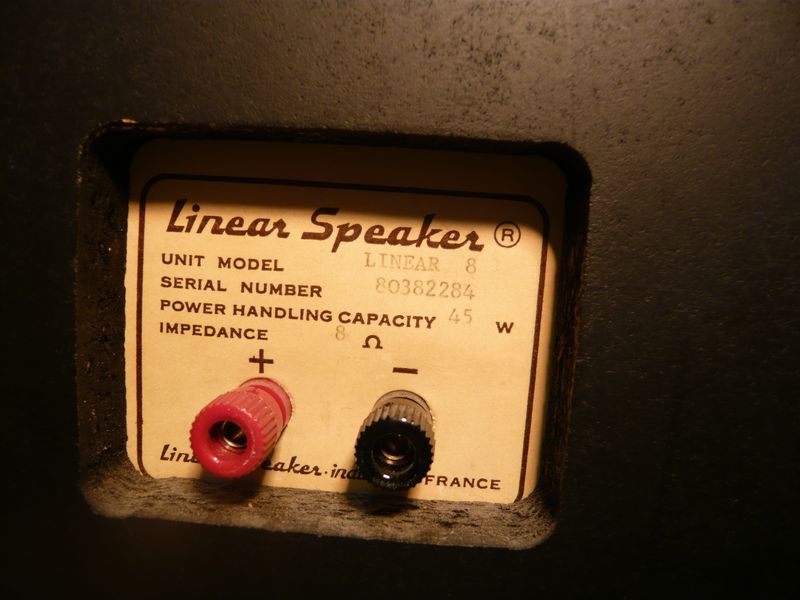 Linear Speaker ®
UNIT MODEL LINEAR 8
SERIAL NUMBER 80382284
POWER HANDLING CAPACITY 45 W
IMPEDANCE 8 Ω
+ −
FRANCE